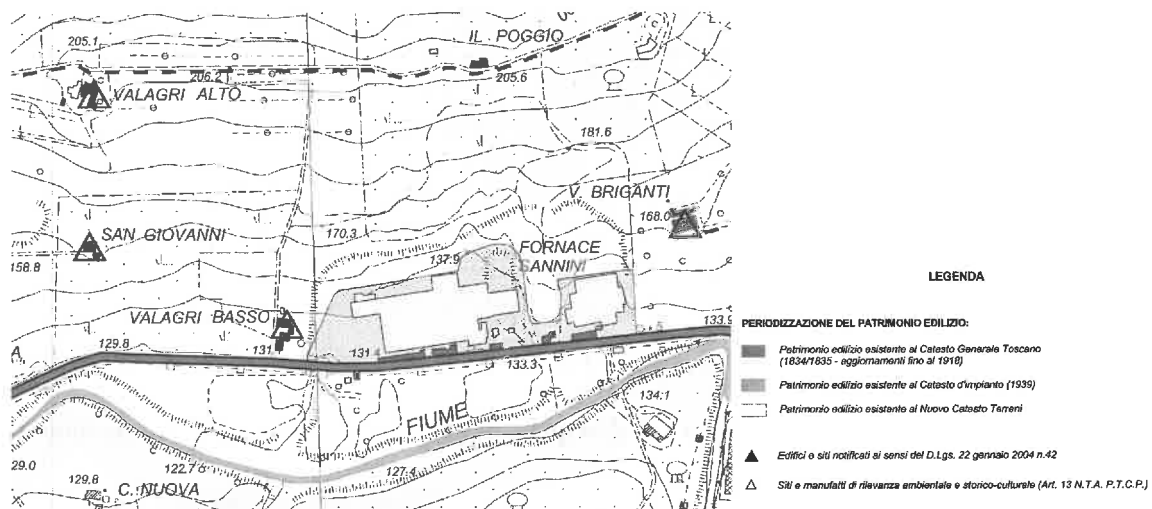 205.1
IL POGGIO
206.2
205.6
VALAGRI ALTO
181.6
V. BRIGANTI
168.0
SAN GIOVANNI
170.3
FORNACE
SANNINI
137.9
158.8
LEGENDA
VALAGRI BASSO
PERIODIZZAZIONE DEL PATRIMONIO EDILIZIO:
133.9
129.8
131
131
133.3
A
Patrimonio edilizio esistente al Catasto Generale Toscano
(1834/1835 - aggiornamenti fino al 1918)
Patrimonio edilizio esistente al Catasto d'impianto (1939)
134.1
Patrimonio edilizio esistente al Nuovo Catasto Terreni
FIUME
Edifici e siti notificati ai sensi del D.Lgs. 22 gennaio 2004 n.42
29.0
122.7
127.4
129.8
C. NUOVA
Siti e manufatti di rilevanza ambientale e storico-culturale (Art. 13 N.T.A. P.T.C.P.)